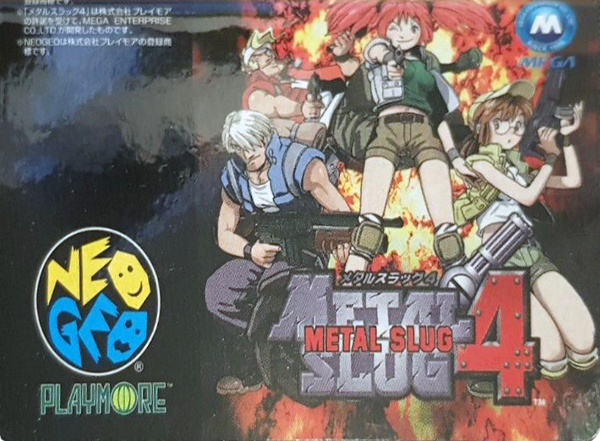 ※「メタルスラッグ4」は株式会社プレイモア
の許諾を受けて、MEGA ENTERPRISE
CO.,LTD.が開発したものです。
※NEOGEOは株式会社プレイモアの登録商
標です。
M
MEGA
NEO
GEO
®
PLAYMORE™
メタルスラッグ4
METAL
SLUG
METAL SLUG
4
TM